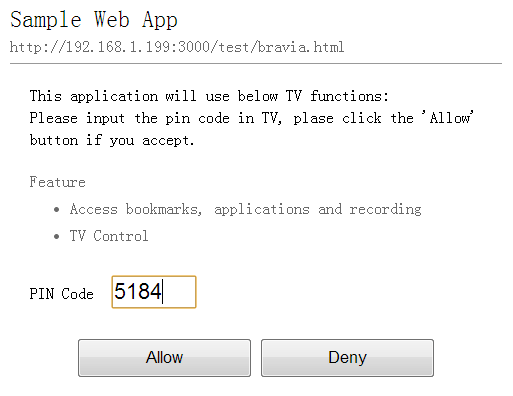 Sample Web App
http://192.168.1.199:3000/test/bravia.html
This application will use below TV functions:
Please input the pin code in TV, plase click the 'Allow'
button if you accept.
Feature
• Access bookmarks, applications and recording
• TV Control
PIN Code 5184
Allow Deny